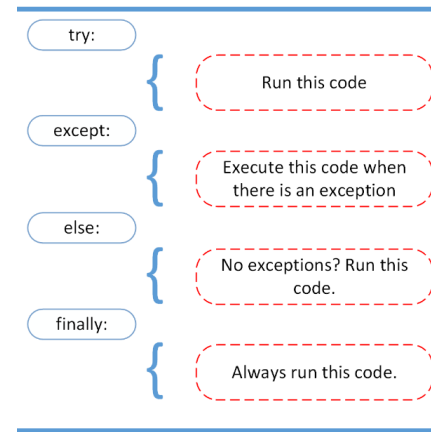 try:
Run this code
except:
Execute this code when
there is an exception
else:
No exceptions? Run this
code.
finally:
Always run this code.